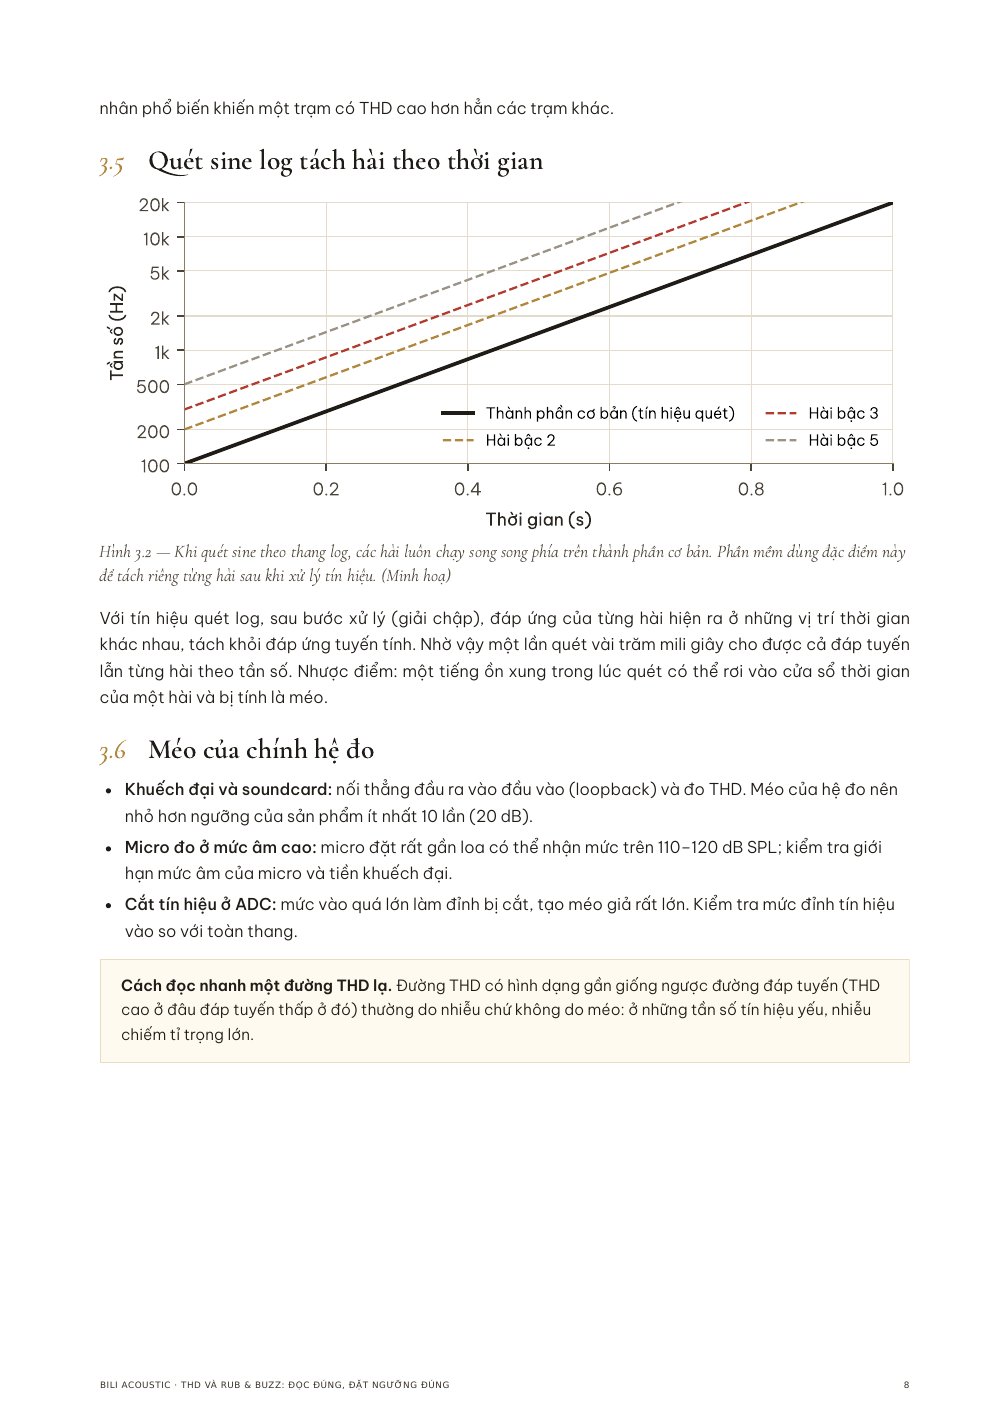 nhân phổ biến khiến một trạm có THD cao hơn hẳn các trạm khác.
3.5 Quét sine log tách hài theo thời gian
20k
10k
5k
2k
1k
500
200
100
Tần số (Hz)
Thành phần cơ bản (tín hiệu quét)
Hài bậc 2
Hài bậc 3
Hài bậc 5
0.0 0.2 0.4 0.6 0.8 1.0
Thời gian (s)
Hình 3.2 — Khi quét sine theo thang log, các hài luôn chạy song song phía trên thành phần cơ bản. Phần mềm dùng đặc điểm này
để tách riêng từng hài sau khi xử lý tín hiệu. (Minh hoạ)
Với tín hiệu quét log, sau bước xử lý (giải chập), đáp ứng của từng hài hiện ra ở những vị trí thời gian
khác nhau, tách khỏi đáp ứng tuyến tính. Nhờ vậy một lần quét vài trăm mili giây cho được cả đáp tuyến
lẫn từng hài theo tần số. Nhược điểm: một tiếng ồn xung trong lúc quét có thể rơi vào cửa sổ thời gian
của một hài và bị tính là méo.
3.6 Méo của chính hệ đo
• Khuếch đại và soundcard: nối thẳng đầu ra vào đầu vào (loopback) và đo THD. Méo của hệ đo nên
nhỏ hơn ngưỡng của sản phẩm ít nhất 10 lần (20 dB).
• Micro đo ở mức âm cao: micro đặt rất gần loa có thể nhận mức trên 110–120 dB SPL; kiểm tra giới
hạn mức âm của micro và tiền khuếch đại.
• Cắt tín hiệu ở ADC: mức vào quá lớn làm đỉnh bị cắt, tạo méo giả rất lớn. Kiểm tra mức đỉnh tín hiệu
vào so với toàn thang.
Cách đọc nhanh một đường THD lạ. Đường THD có hình dạng gần giống ngược đường đáp tuyến (THD
cao ở đâu đáp tuyến thấp ở đó) thường do nhiễu chứ không do méo: ở những tần số tín hiệu yếu, nhiễu
chiếm tỉ trọng lớn.
BILI ACOUSTIC · THD VÀ RUB & BUZZ: ĐỌC ĐÚNG, ĐẶT NGƯỠNG ĐÚNG 8